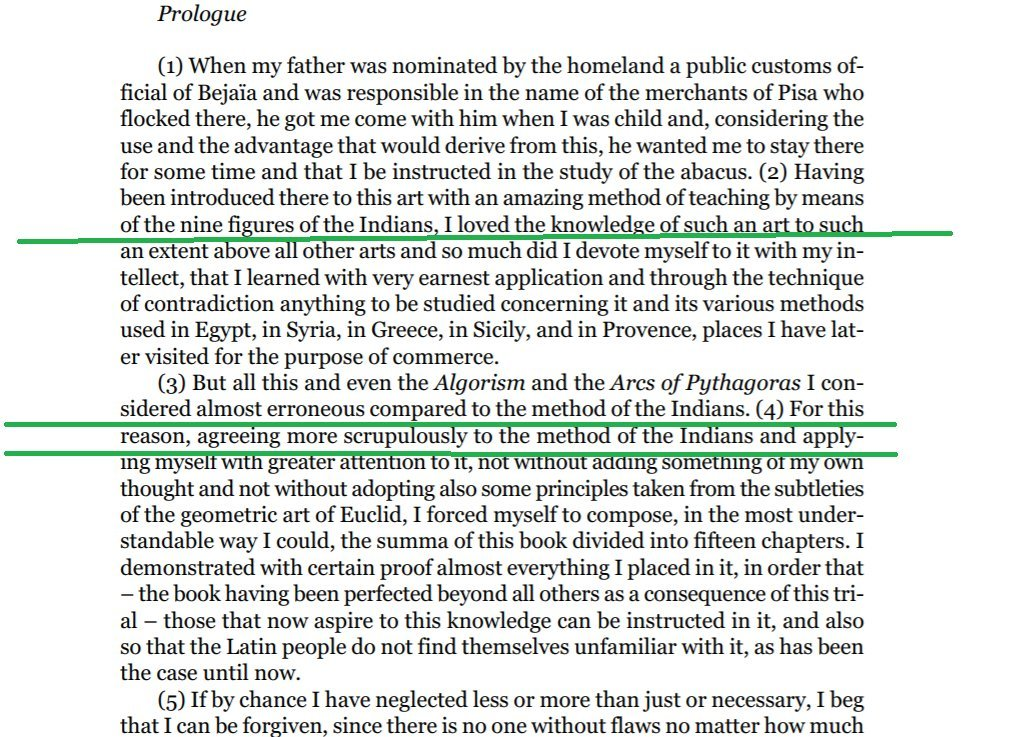 Prologue
(1) When my father was nominated by the homeland a public customs of-
ficial of Bejaïa and was responsible in the name of the merchants of Pisa who
flocked there, he got me come with him when I was child and, considering the
use and the advantage that would derive from this, he wanted me to stay there
for some time and that I be instructed in the study of the abacus. (2) Having
been introduced there to this art with an amazing method of teaching by means
of the nine figures of the Indians, I loved the knowledge of such an art to such
an extent above all other arts and so much did I devote myself to it with my in-
tellect, that I learned with very earnest application and through the technique
of contradiction anything to be studied concerning it and its various methods
used in Egypt, in Syria, in Greece, in Sicily, and in Provence, places I have lat-
er visited for the purpose of commerce.
(3) But all this and even the Algorism and the Arcs of Pythagoras I con-
sidered almost erroneous compared to the method of the Indians. (4) For this
reason, agreeing more scrupulously to the method of the Indians and apply-
ing myself with greater attention to it, not without adding something of my own
thought and not without adopting also some principles taken from the subtleties
of the geometric art of Euclid, I forced myself to compose, in the most under-
standable way I could, the summa of this book divided into fifteen chapters. I
demonstrated with certain proof almost everything I placed in it, in order that
– the book having been perfected beyond all others as a consequence of this tri-
al – those that now aspire to this knowledge can be instructed in it, and also
so that the Latin people do not find themselves unfamiliar with it, as has been
the case until now.
(5) If by chance I have neglected less or more than just or necessary, I beg
that I can be forgiven, since there is no one without flaws no matter how much